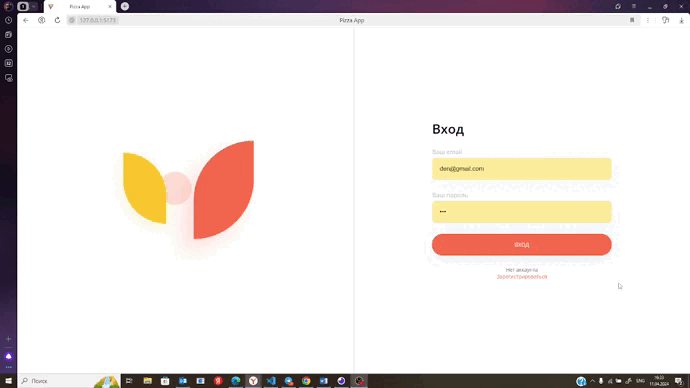 Pizza App
127.0.0.1:5173
Pizza App
Вход
Ваш email
den@gmail.com
Ваш пароль
•••
Вход
Нет аккаунта
Зарегистрироваться
Поиск
ENG
16:33
11.04.2024